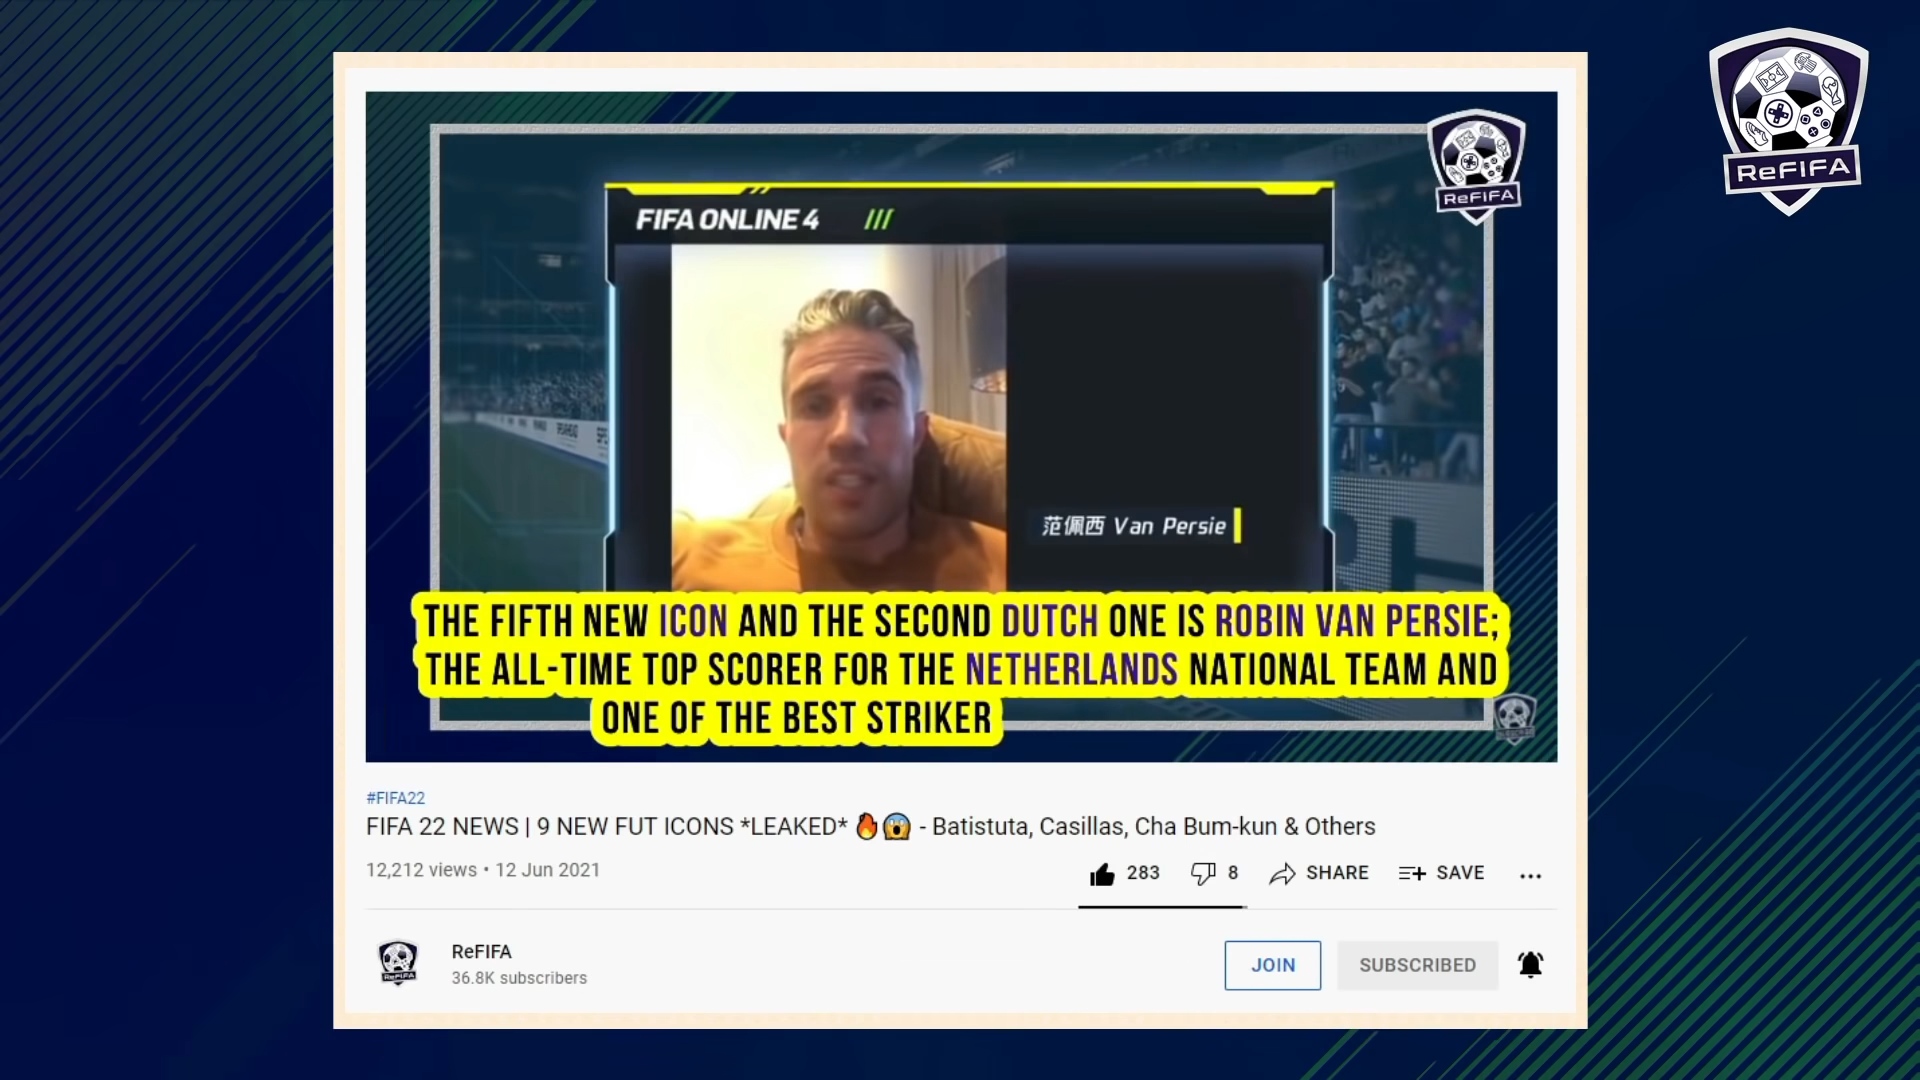 ReFIFA
ReFIFA
FIFA ONLINE 4 ///
范佩西 Van Persie
THE FIFTH NEW ICON AND THE SECOND DUTCH ONE IS ROBIN VAN PERSIE;
THE ALL-TIME TOP SCORER FOR THE NETHERLANDS NATIONAL TEAM AND
ONE OF THE BEST STRIKER
#FIFA22
FIFA 22 NEWS | 9 NEW FUT ICONS *LEAKED* 🔥😱 - Batistuta, Casillas, Cha Bum-kun & Others
12,212 views • 12 Jun 2021
283 8 SHARE SAVE ...
ReFIFA
ReFIFA
36.8K subscribers
JOIN SUBSCRIBED